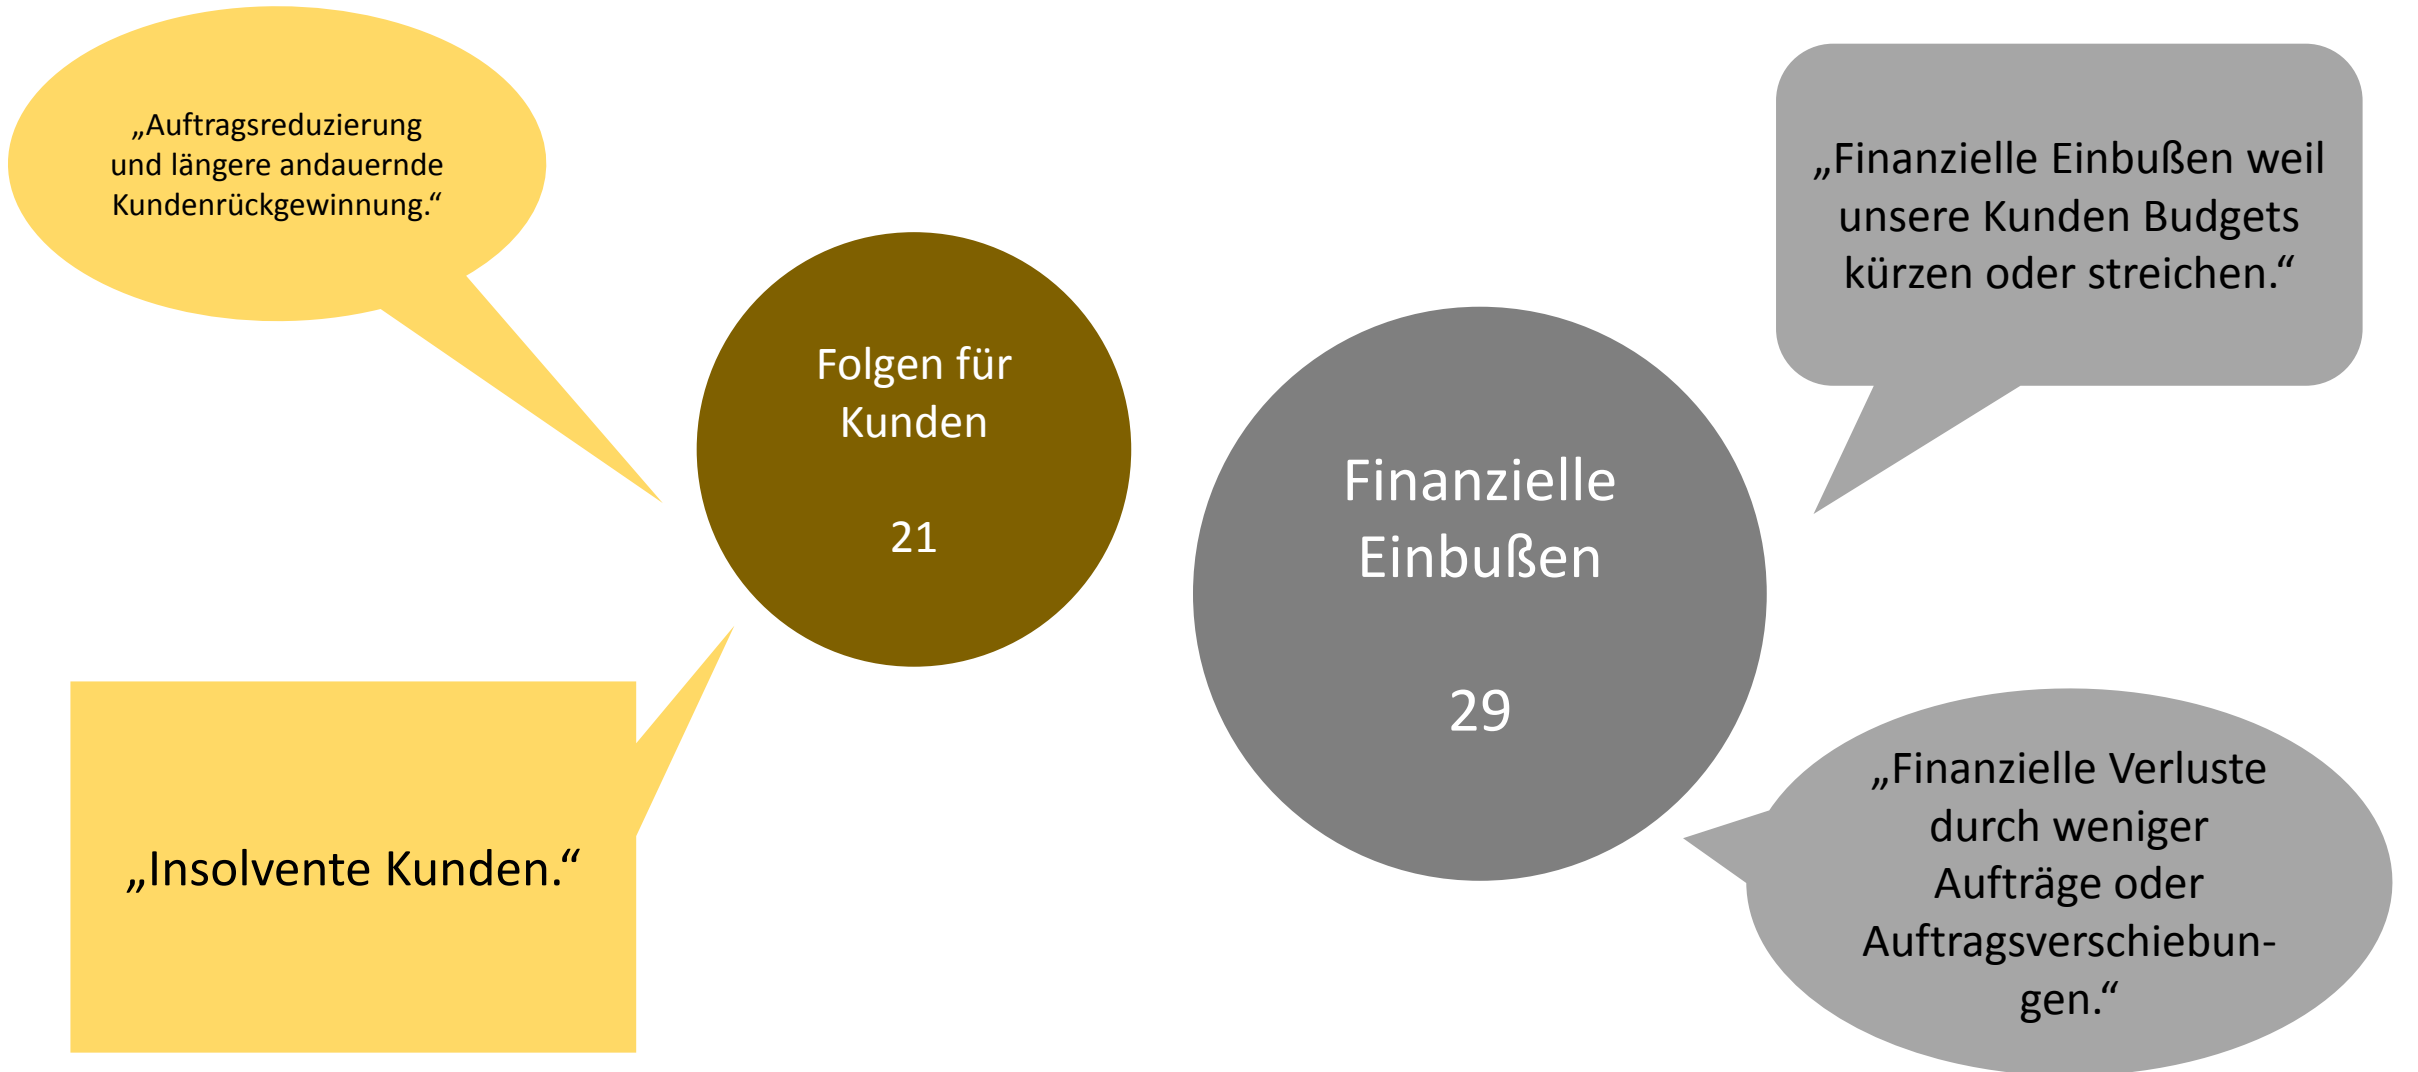 „Auftragsreduzierung
und längere andauernde
Kundenrückgewinnung.“
Folgen für
Kunden
21
„Insolvente Kunden.“
Finanzielle
Einbußen
29
„Finanzielle Einbußen weil
unsere Kunden Budgets
kürzen oder streichen.“
„Finanzielle Verluste
durch weniger
Aufträge oder
Auftragsverschiebun-
gen.“